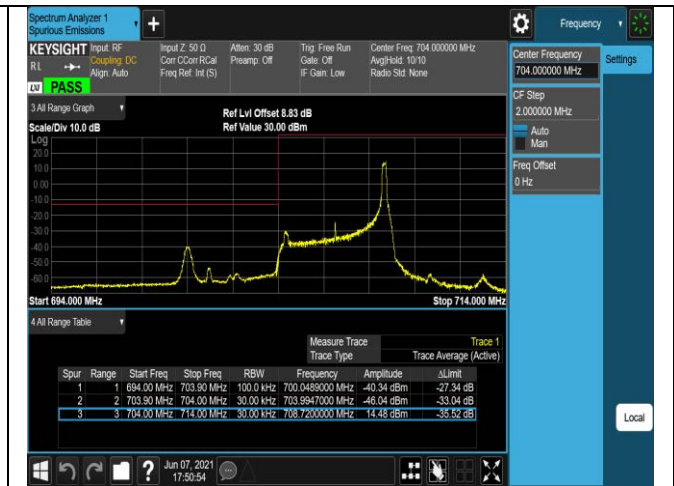 Spectrum Analyzer 1
Spurious Emissions
Frequency
KEYSIGHT
RL
Input: RF
Coupling: DC
Align: Auto
Input Z: 50 Ω
Corr CCorr RCal
Freq Ref: Int (S)
Atten: 30 dB
Preamp: Off
Trig: Free Run
Gate: Off
IF Gain: Low
Center Freq: 704.000000 MHz
Avg|Hold: 10/10
Radio Std: None
PASS
Center Frequency
704.000000 MHz
Settings
CF Step
2.000000 MHz
Auto
Man
Freq Offset
0 Hz
3 All Range Graph
Scale/Div 10.0 dB
Ref Lvl Offset 8.83 dB
Ref Value 30.00 dBm
Log
20.0
10.0
0.00
-10.0
-20.0
-30.0
-40.0
-50.0
-60.0
Start 694.000 MHz
Stop 714.000 MHz
4 All Range Table
Measure Trace Trace 1
Trace Type Trace Average (Active)
Spur Range Start Freq Stop Freq RBW Frequency Amplitude ΔLimit
1 1 694.00 MHz 703.90 MHz 100.0 kHz 700.0489000 MHz -40.34 dBm -27.34 dB
2 2 703.90 MHz 704.00 MHz 30.00 kHz 703.9947000 MHz -46.04 dBm -33.04 dB
3 3 704.00 MHz 714.00 MHz 30.00 kHz 708.7200000 MHz 14.48 dBm -35.52 dB
Local
Jun 07, 2021
17:50:54